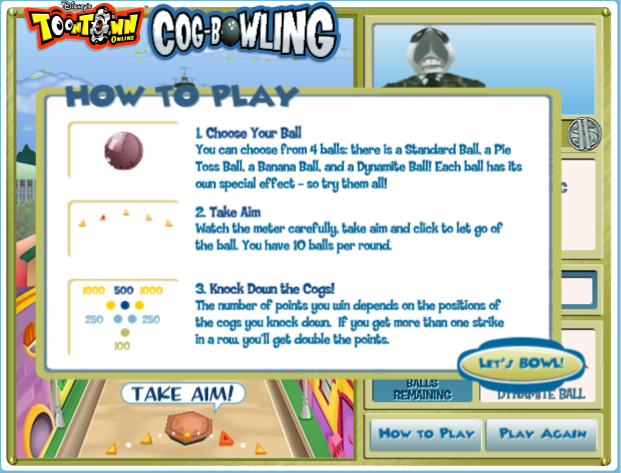 Disney's
TOONTOWN
ONLINE
COG-BOWLING
HOW TO PLAY
1. Choose Your Ball
You can choose from 4 balls: there is a Standard Ball, a Pie
Toss Ball, a Banana Ball, and a Dynamite Ball! Each ball has its
own special effect - so try them all!
2. Take Aim
Watch the meter carefully, take aim and click to let go of
the ball. You have 10 balls per round.
3. Knock Down the Cogs!
The number of points you win depends on the positions of
the cogs you knock down. If you get more than one strike
in a row, you'll get double the points.
1000 500 1000
250 250
100
LET'S BOWL!
TAKE AIM!
BALLS
REMAINING
DYNAMITE BALL
HOW TO PLAY
PLAY AGAIN